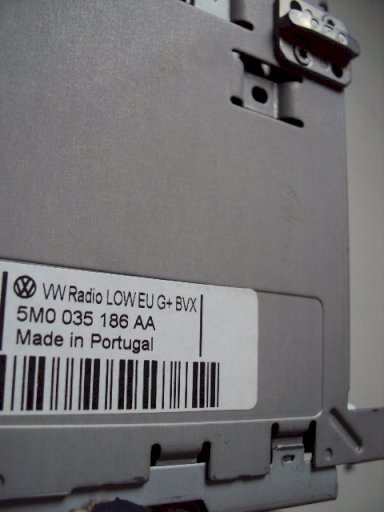 VW Radio LOW EU G+ BVX
5M0 035 186 AA
Made in Portugal